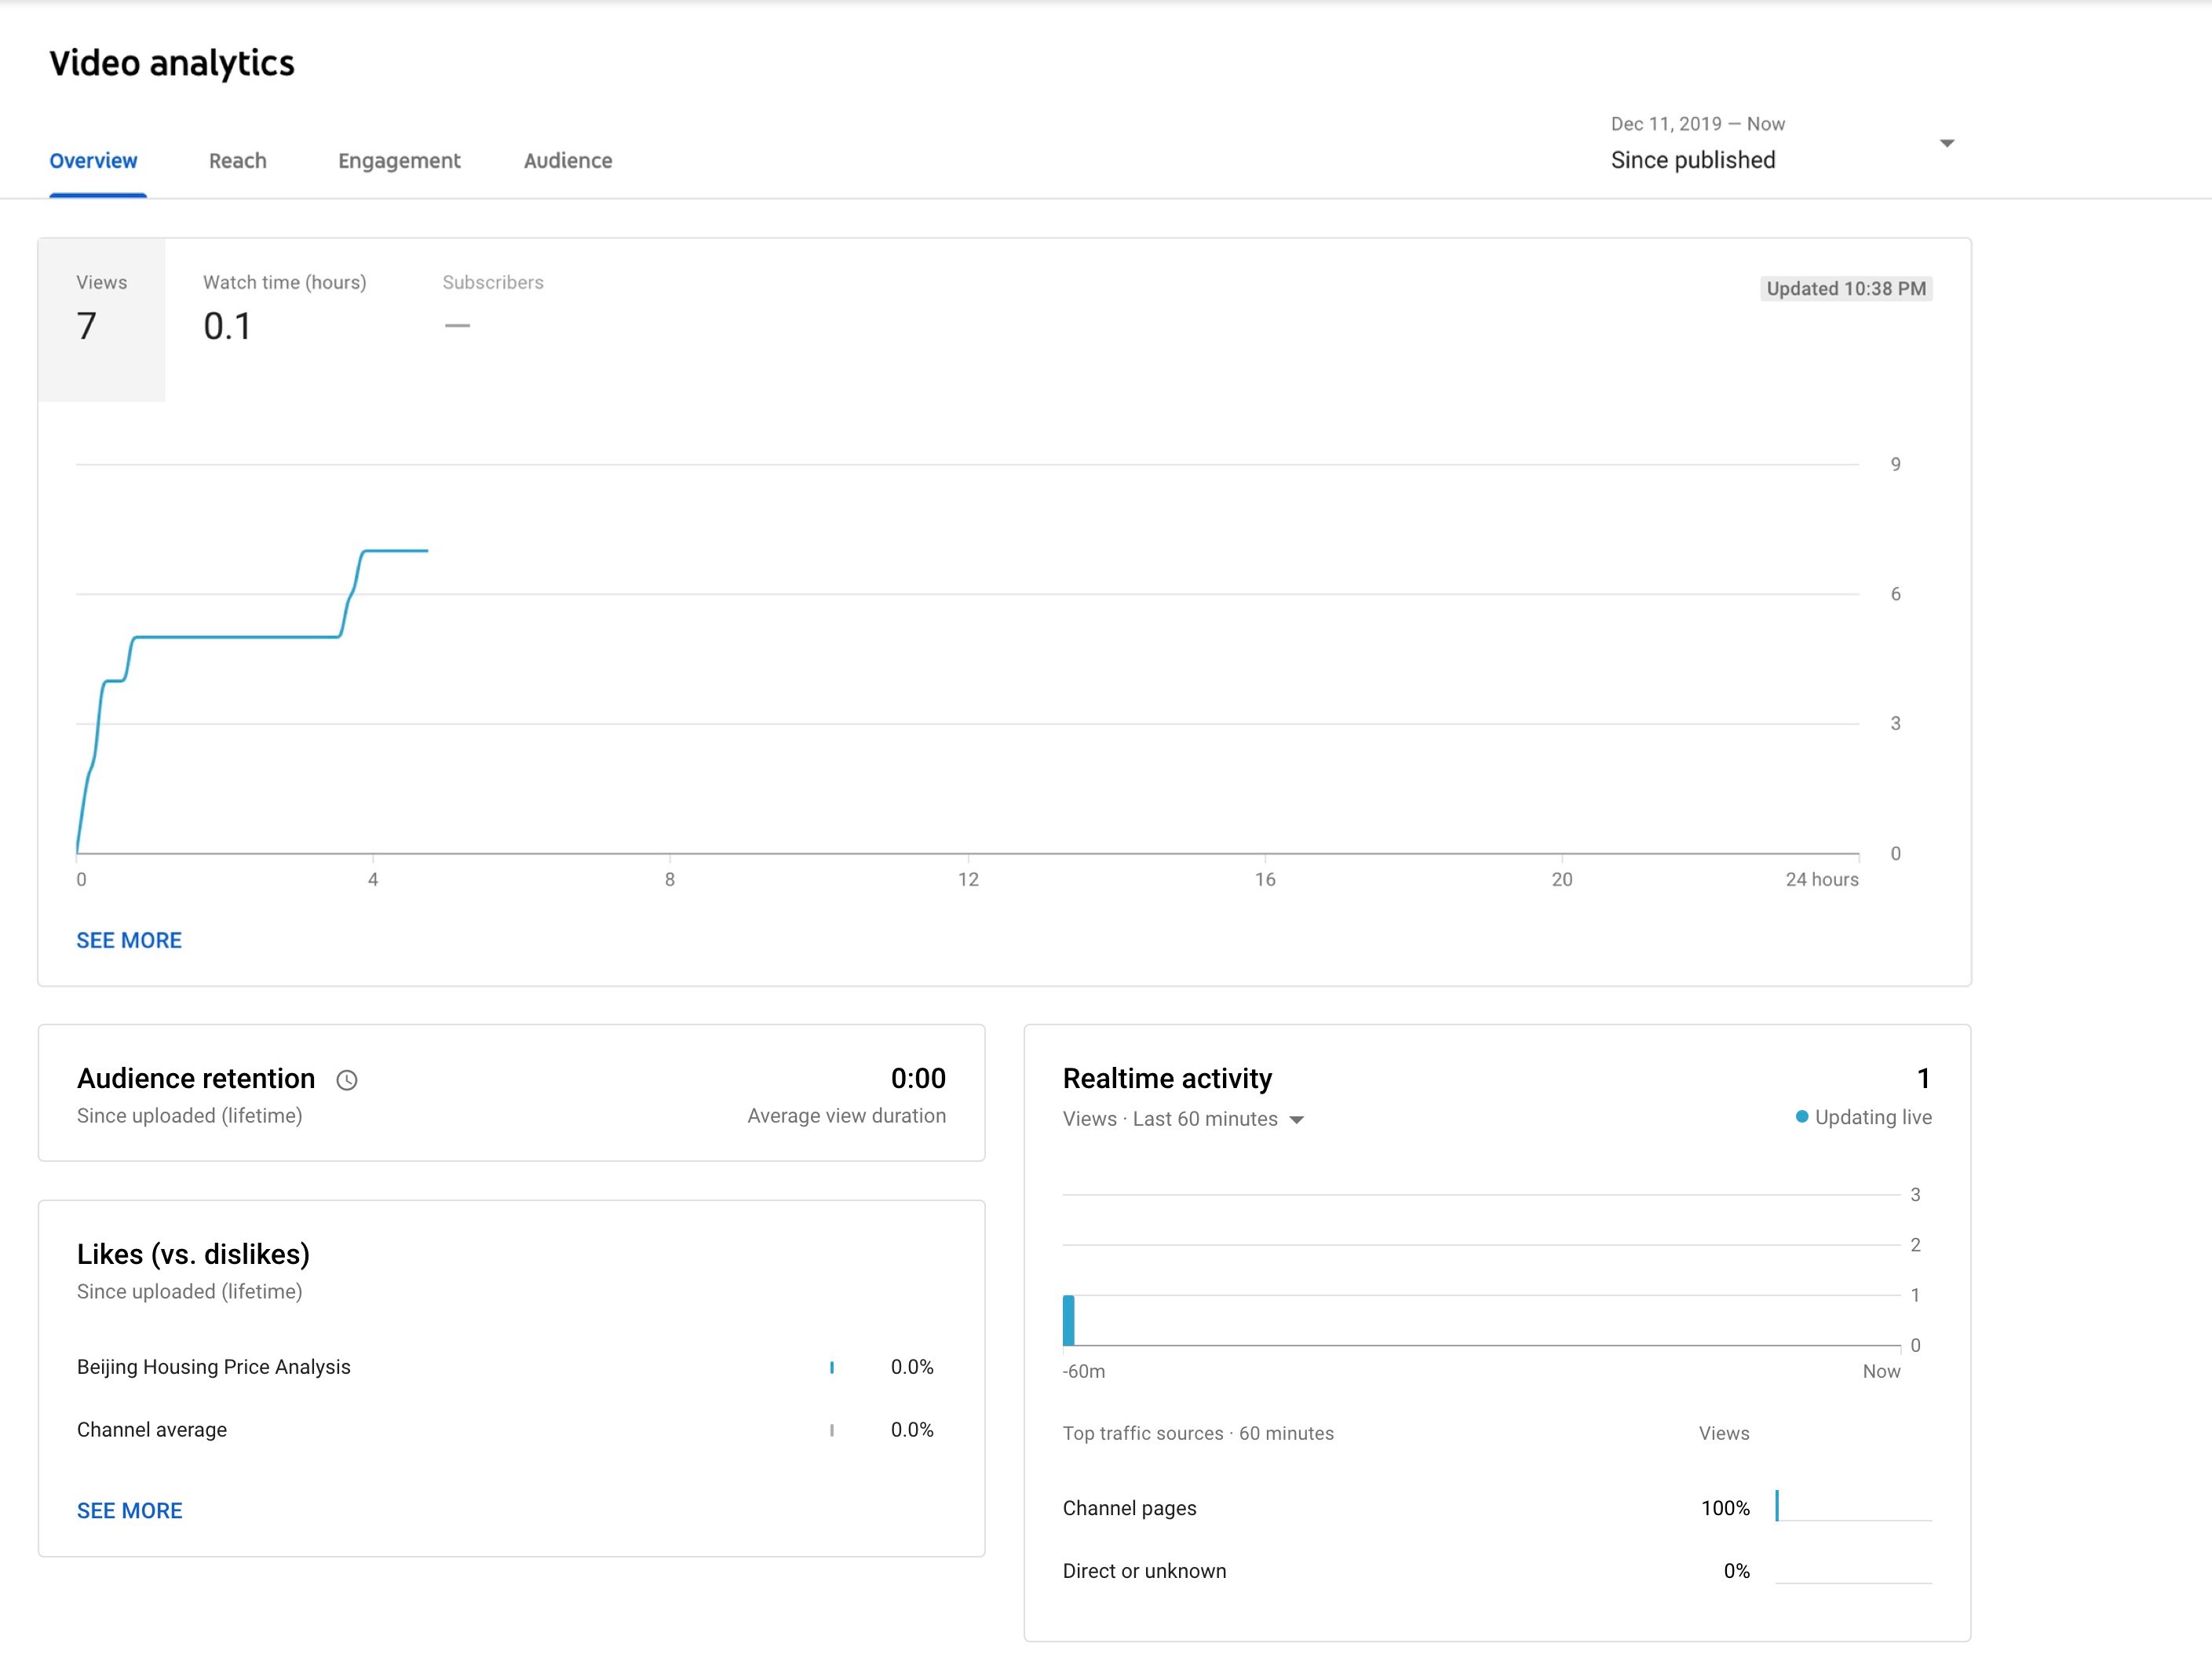 Video analytics
Dec 11, 2019 — Now
Since published
Overview Reach Engagement Audience
Views Watch time (hours) Subscribers
7 0.1 —
Updated 10:38 PM
9
6
3
0
0 4 8 12 16 20 24 hours
SEE MORE
Audience retention 0:00
Since uploaded (lifetime) Average view duration
Likes (vs. dislikes)
Since uploaded (lifetime)
Beijing Housing Price Analysis 0.0%
Channel average 0.0%
SEE MORE
Realtime activity 1
Views · Last 60 minutes Updating live
3
2
1
0
-60m Now
Top traffic sources · 60 minutes Views
Channel pages 100%
Direct or unknown 0%